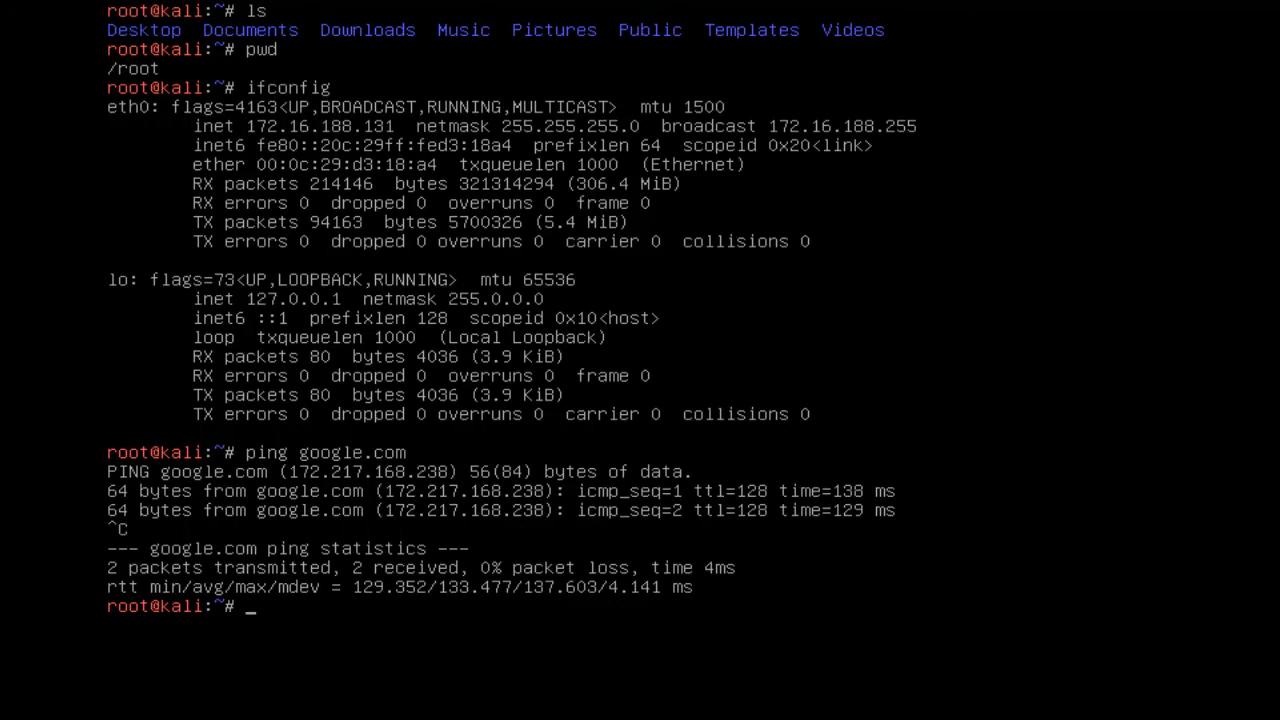 root@kali:~# ls
Desktop  Documents  Downloads  Music  Pictures  Public  Templates  Videos
root@kali:~# pwd
/root
root@kali:~# ifconfig
eth0: flags=4163<UP,BROADCAST,RUNNING,MULTICAST>  mtu 1500
        inet 172.16.188.131  netmask 255.255.255.0  broadcast 172.16.188.255
        inet6 fe80::20c:29ff:fed3:18a4  prefixlen 64  scopeid 0x20<link>
        ether 00:0c:29:d3:18:a4  txqueuelen 1000  (Ethernet)
        RX packets 214146  bytes 321314294 (306.4 MiB)
        RX errors 0  dropped 0  overruns 0  frame 0
        TX packets 94163  bytes 5700326 (5.4 MiB)
        TX errors 0  dropped 0 overruns 0  carrier 0  collisions 0

lo: flags=73<UP,LOOPBACK,RUNNING>  mtu 65536
        inet 127.0.0.1  netmask 255.0.0.0
        inet6 ::1  prefixlen 128  scopeid 0x10<host>
        loop  txqueuelen 1000  (Local Loopback)
        RX packets 80  bytes 4036 (3.9 KiB)
        RX errors 0  dropped 0  overruns 0  frame 0
        TX packets 80  bytes 4036 (3.9 KiB)
        TX errors 0  dropped 0 overruns 0  carrier 0  collisions 0

root@kali:~# ping google.com
PING google.com (172.217.168.238) 56(84) bytes of data.
64 bytes from google.com (172.217.168.238): icmp_seq=1 ttl=128 time=138 ms
64 bytes from google.com (172.217.168.238): icmp_seq=2 ttl=128 time=129 ms
^C
--- google.com ping statistics ---
2 packets transmitted, 2 received, 0% packet loss, time 4ms
rtt min/avg/max/mdev = 129.352/133.477/137.603/4.141 ms
root@kali:~# _